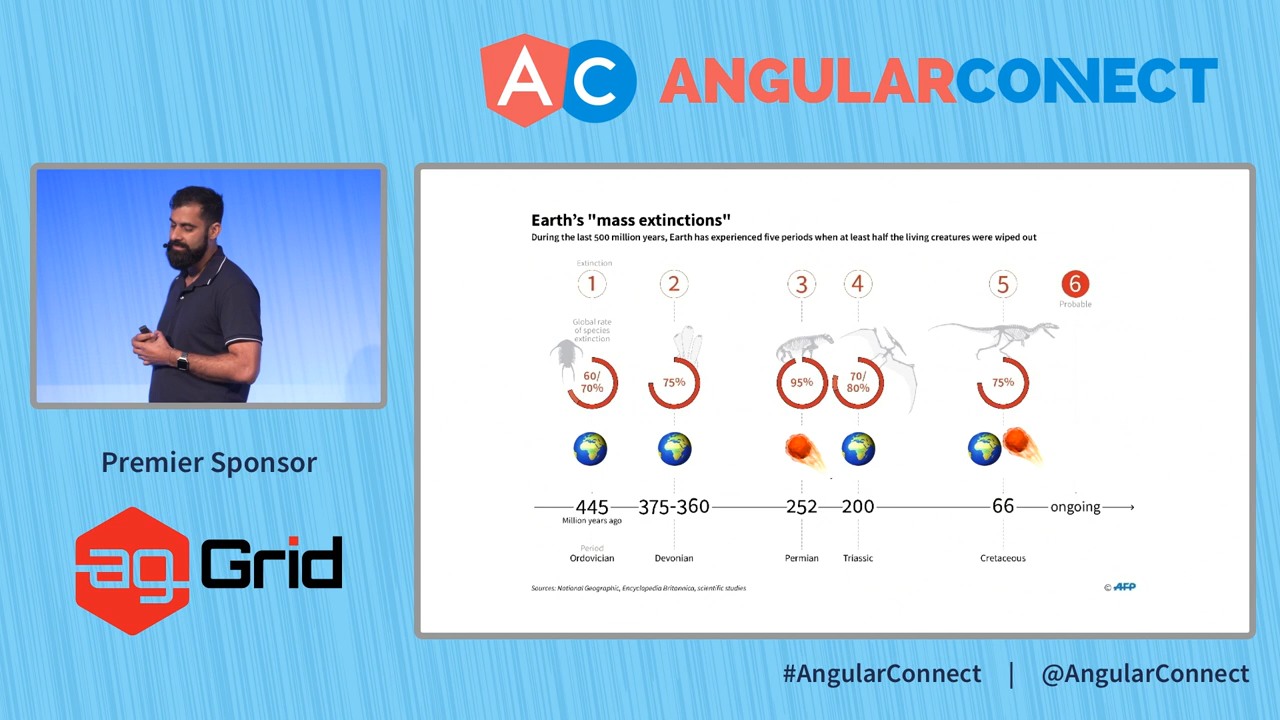 AC ANGULARCONNECT
Earth's "mass extinctions"
During the last 500 million years, Earth has experienced five periods when at least half the living creatures were wiped out
Extinction
1 2 3 4 5 6
Probable
Global rate
of species
extinction
60/
70%
75%
95%
70/
80%
75%
445 375-360 252 200 66 ongoing
Million years ago
Period
Ordovician Devonian Permian Triassic Cretaceous
Sources: National Geographic, Encyclopedia Britannica, scientific studies
© AFP
Premier Sponsor
ag Grid
#AngularConnect | @AngularConnect